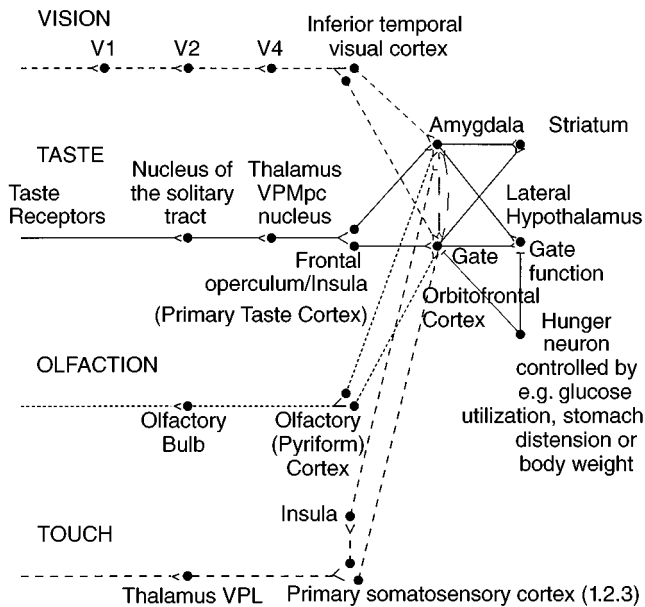 VISION
V1
V2
V4
Inferior temporal
visual cortex
TASTE
Taste
Receptors
Nucleus of
the solitary
tract
Thalamus
VPMpc
nucleus
Frontal
operculum/Insula
(Primary Taste Cortex)
Amygdala
Striatum
Lateral
Hypothalamus
Gate
Gate
function
Orbitofrontal
Cortex
Hunger
neuron
controlled by
e.g. glucose
utilization, stomach
distension or
body weight
OLFACTION
Olfactory
Bulb
Olfactory
(Pyriform)
Cortex
TOUCH
Insula
Thalamus VPL
Primary somatosensory cortex (1.2.3)